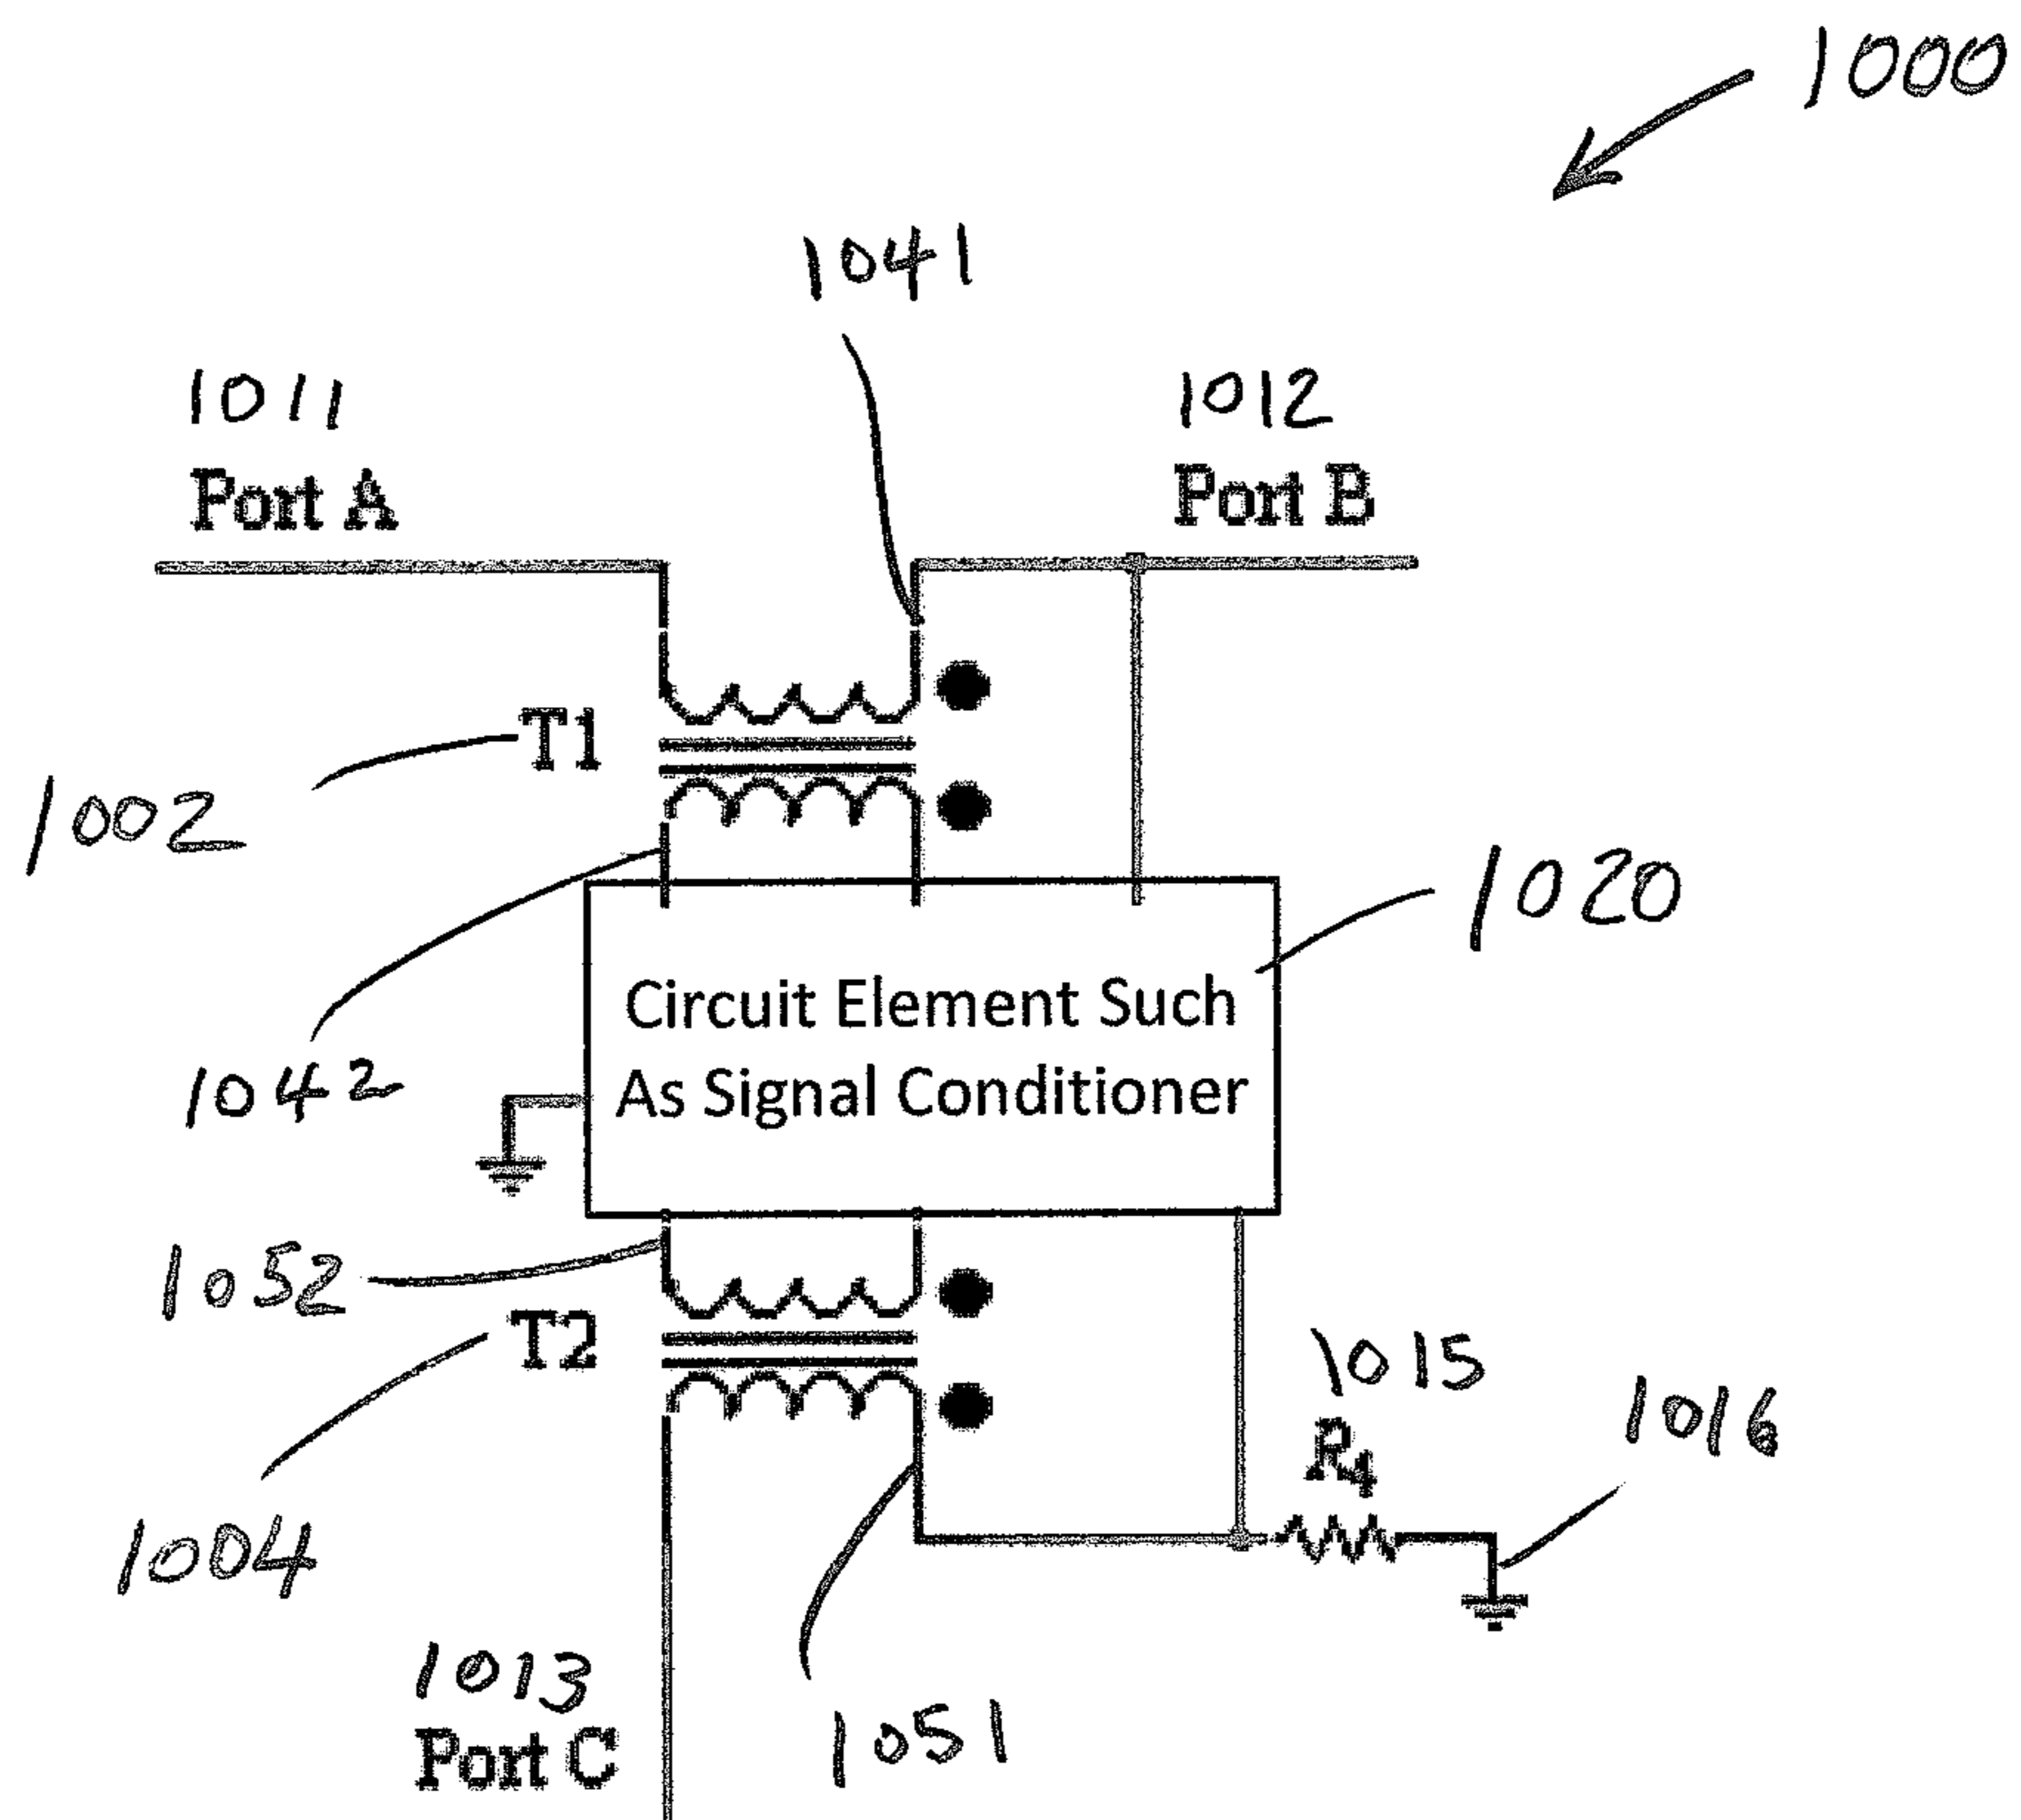 1000
1041
1011
Port A
1012
Port B
T1
1002
1020
Circuit Element Such
As Signal Conditioner
1042
1052
T2
1015
R4
1016
1004
1013
Port C
1051